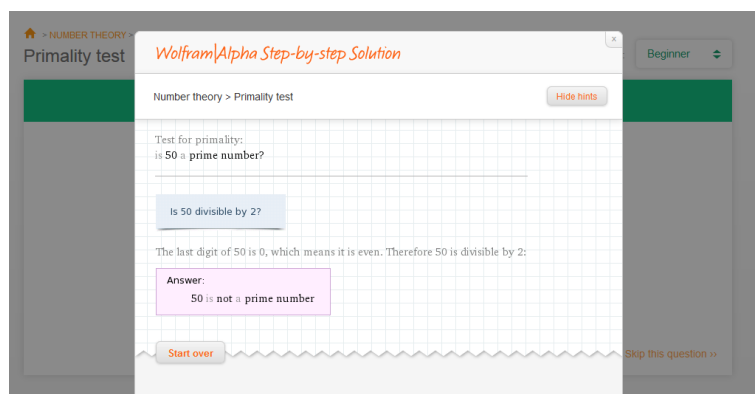 > NUMBER THEORY >
Primality test
Beginner
×
Wolfram|Alpha Step-by-step Solution
Number theory > Primality test
Hide hints
Test for primality:
is 50 a prime number?
Is 50 divisible by 2?
The last digit of 50 is 0, which means it is even. Therefore 50 is divisible by 2:
Answer:
50 is not a prime number
Start over
Skip this question ››